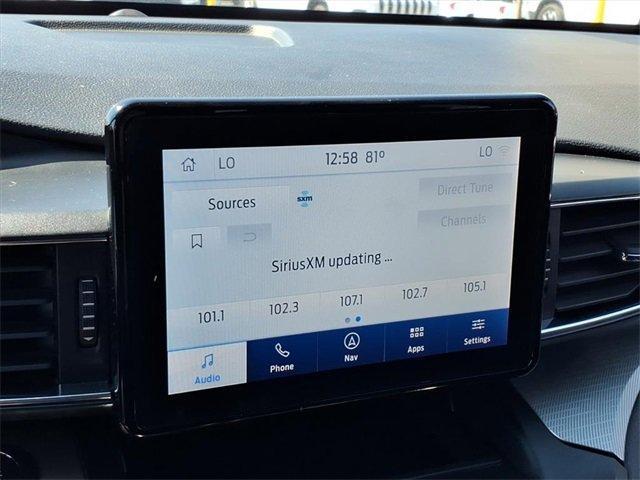 LO 12:58 81° LO
Sources sxm Direct Tune
Channels
SiriusXM updating ...
101.1 102.3 107.1 102.7 105.1
Audio Phone Nav Apps Settings